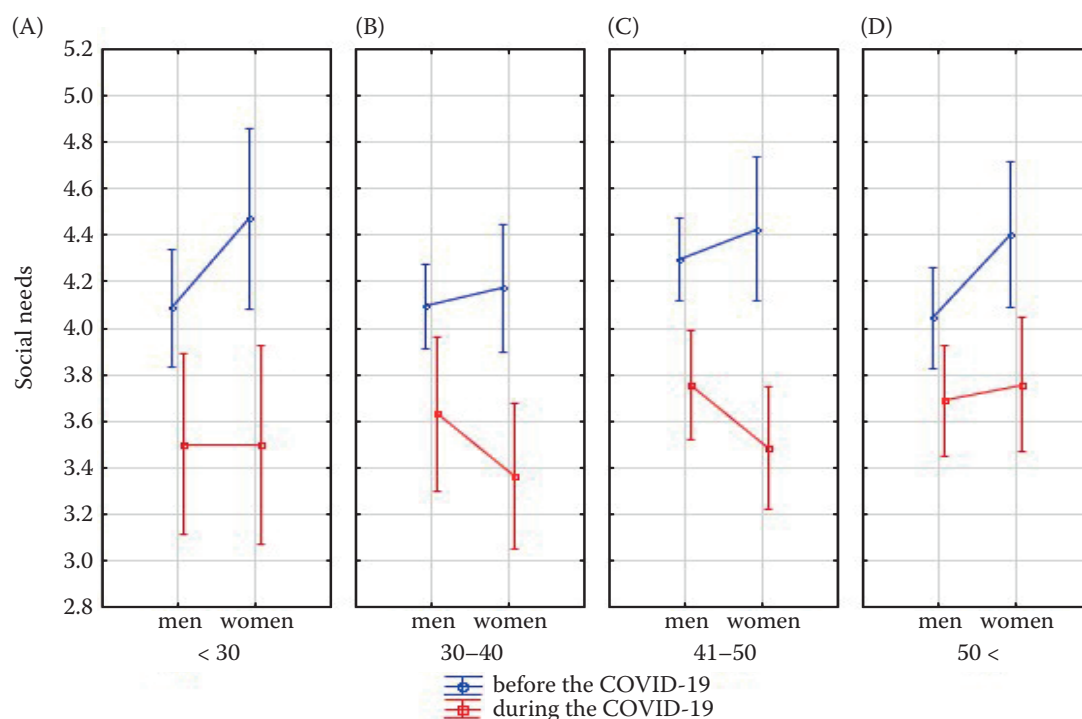 (A) (B) (C) (D)
5.2
5.0
4.8
4.6
4.4
4.2
4.0
3.8
3.6
3.4
3.2
3.0
2.8
Social needs
men women men women men women men women
< 30 30–40 41–50 50 <
before the COVID-19
during the COVID-19